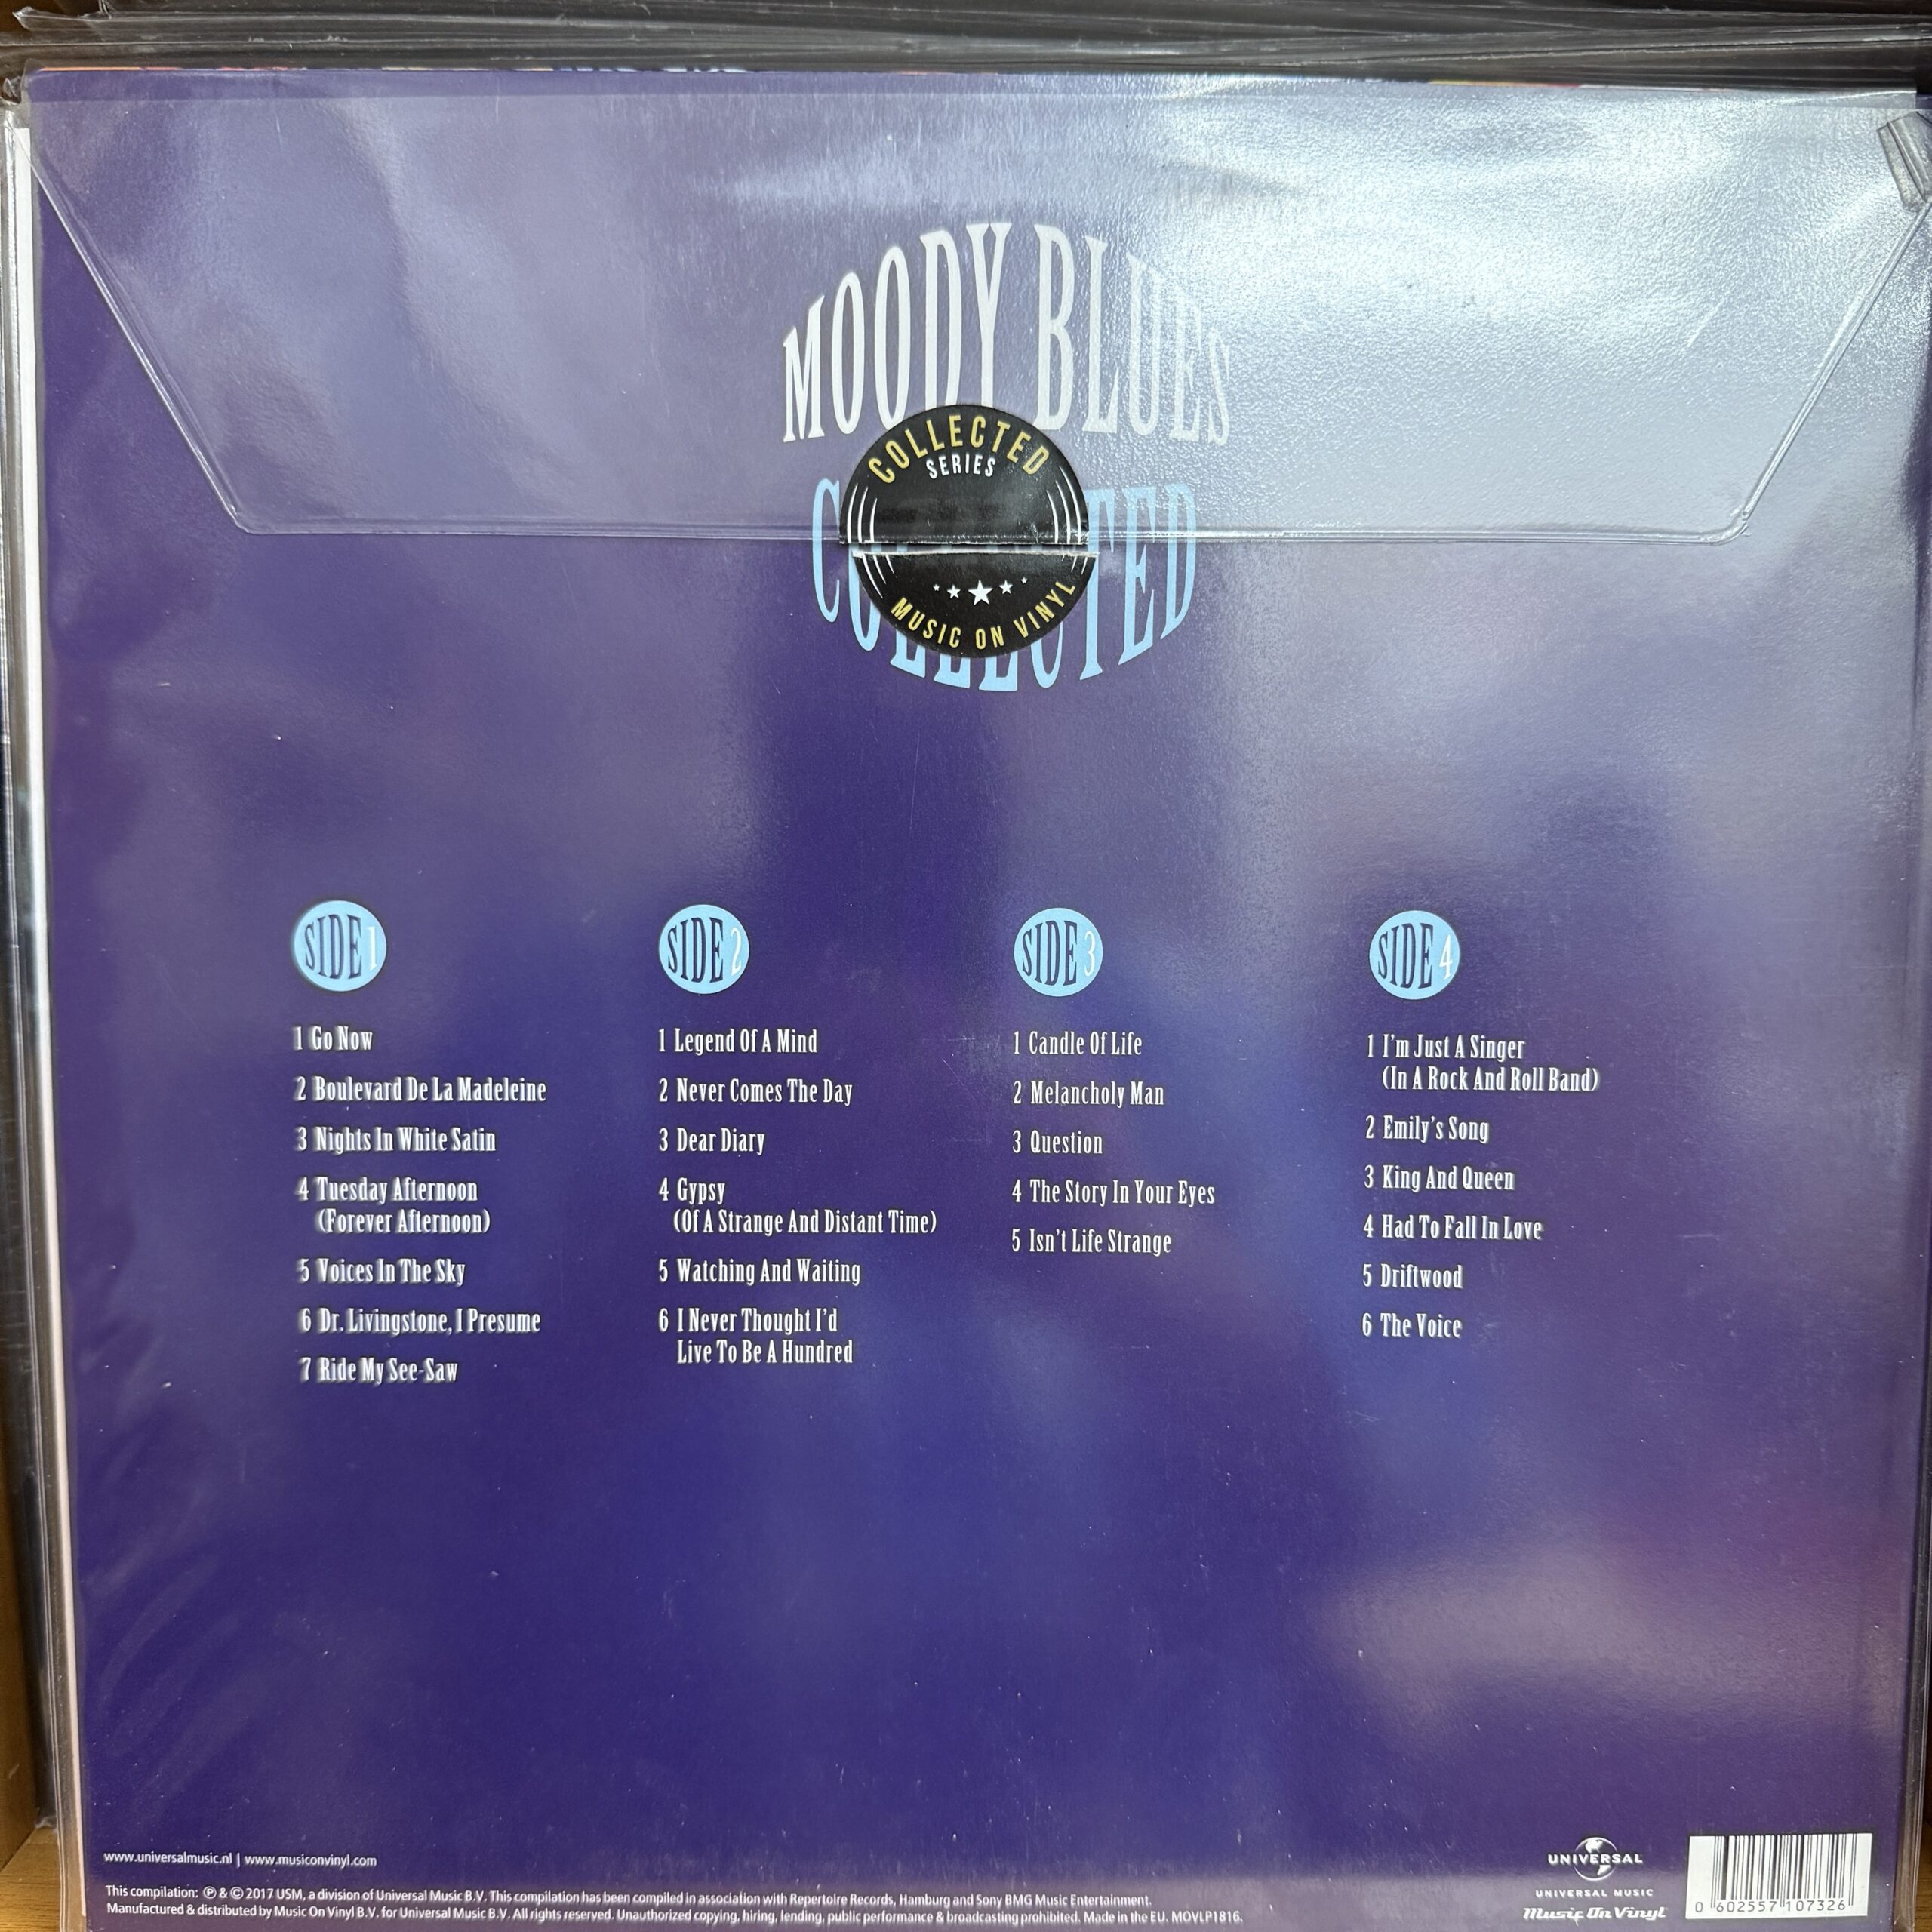 MOODY BLUES
COLLECTED
COLLECTED
SERIES
MUSIC ON VINYL
SIDE 1
1 Go Now
2 Boulevard De La Madeleine
3 Nights In White Satin
4 Tuesday Afternoon
(Forever Afternoon)
5 Voices In The Sky
6 Dr. Livingstone, I Presume
7 Ride My See-Saw
SIDE 2
1 Legend Of A Mind
2 Never Comes The Day
3 Dear Diary
4 Gypsy
(Of A Strange And Distant Time)
5 Watching And Waiting
6 I Never Thought I'd
Live To Be A Hundred
SIDE 3
1 Candle Of Life
2 Melancholy Man
3 Question
4 The Story In Your Eyes
5 Isn't Life Strange
SIDE 4
1 I'm Just A Singer
(In A Rock And Roll Band)
2 Emily's Song
3 King And Queen
4 Had To Fall In Love
5 Driftwood
6 The Voice
www.universalmusic.nl | www.musiconvinyl.com
This compilation: ℗ & © 2017 USM, a division of Universal Music B.V. This compilation has been compiled in association with Repertoire Records, Hamburg and Sony BMG Music Entertainment.
Manufactured & distributed by Music On Vinyl B.V. for Universal Music B.V. All rights reserved. Unauthorized copying, hiring, lending, public performance & broadcasting prohibited. Made in the EU. MOVLP1816.
UNIVERSAL
UNIVERSAL MUSIC
Music On Vinyl
0 602557 107326